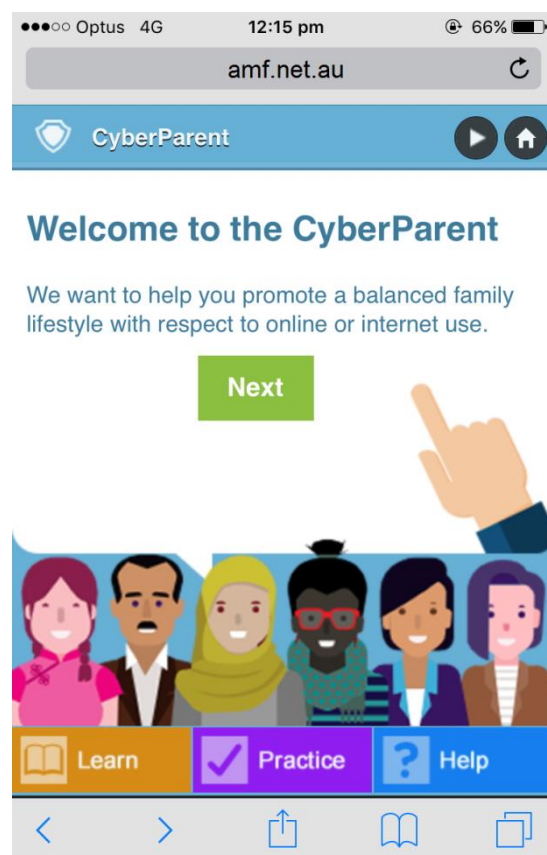 Optus 4G 12:15 pm 66%
amf.net.au
CyberParent
Welcome to the CyberParent
We want to help you promote a balanced family
lifestyle with respect to online or internet use.
Next
Learn Practice Help